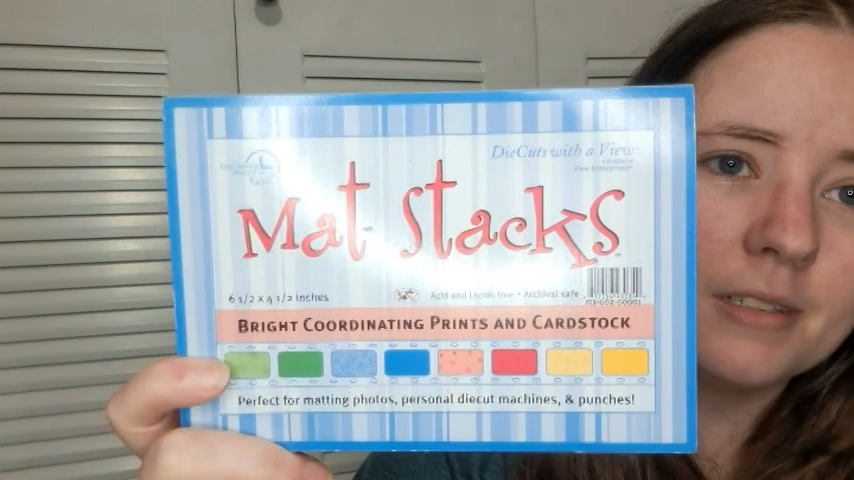 DieCuts with a View
Mat Stacks
6 1/2 x 4 1/2 inches
Acid and Lignin free • Archival safe
BRIGHT COORDINATING PRINTS AND CARDSTOCK
Perfect for matting photos, personal diecut machines, & punches!